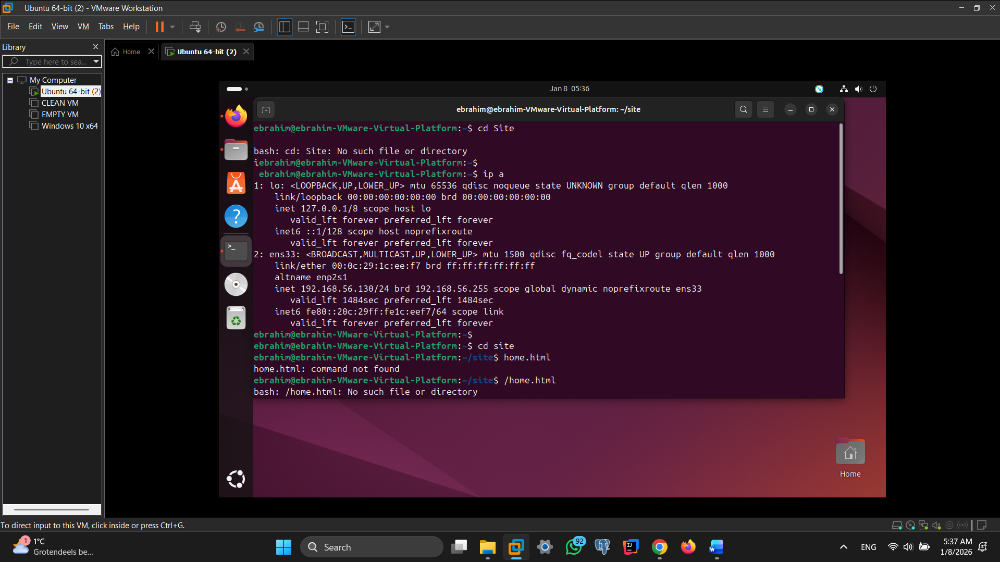 Ubuntu 64-bit (2) - VMware Workstation
File Edit View VM Tabs Help
Library
Type here to sea...
My Computer
Ubuntu 64-bit (2)
CLEAN VM
EMPTY VM
Windows 10 x64
Home
Ubuntu 64-bit (2)
Jan 8 05:36
ebrahim@ebrahim-VMware-Virtual-Platform: ~/site
ebrahim@ebrahim-VMware-Virtual-Platform:~$ cd Site
bash: cd: Site: No such file or directory
iebrahim@ebrahim-VMware-Virtual-Platform:~$
ebrahim@ebrahim-VMware-Virtual-Platform:~$ ip a
1: lo: <LOOPBACK,UP,LOWER_UP> mtu 65536 qdisc noqueue state UNKNOWN group default qlen 1000
link/loopback 00:00:00:00:00:00 brd 00:00:00:00:00:00
inet 127.0.0.1/8 scope host lo
valid_lft forever preferred_lft forever
inet6 ::1/128 scope host noprefixroute
valid_lft forever preferred_lft forever
2: ens33: <BROADCAST,MULTICAST,UP,LOWER_UP> mtu 1500 qdisc fq_codel state UP group default qlen 1000
link/ether 00:0c:29:1c:ee:f7 brd ff:ff:ff:ff:ff:ff
altname enp2s1
inet 192.168.56.130/24 brd 192.168.56.255 scope global dynamic noprefixroute ens33
valid_lft 1484sec preferred_lft 1484sec
inet6 fe80::20c:29ff:fe1c:eef7/64 scope link
valid_lft forever preferred_lft forever
ebrahim@ebrahim-VMware-Virtual-Platform:~$
ebrahim@ebrahim-VMware-Virtual-Platform:~$ cd site
ebrahim@ebrahim-VMware-Virtual-Platform:~/site$ home.html
home.html: command not found
ebrahim@ebrahim-VMware-Virtual-Platform:~/site$ /home.html
bash: /home.html: No such file or directory
Home
To direct input to this VM, click inside or press Ctrl+G.
1
1°C
Grotendeels be...
Search
92
ENG
5:37 AM
1/8/2026